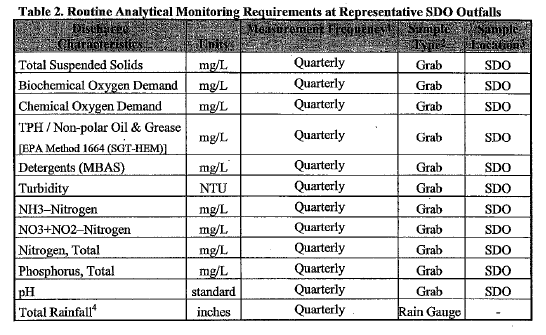 Table 2. Routine Analytical Monitoring Requirements at Representative SDO Outfalls
Discharge Characteristics Units Measurement Frequency1 Sample Type2 Sample Location3
Total Suspended Solids mg/L Quarterly Grab SDO
Biochemical Oxygen Demand mg/L Quarterly Grab SDO
Chemical Oxygen Demand mg/L Quarterly Grab SDO
TPH / Non-polar Oil & Grease
[EPA Method 1664 (SGT-HEM)] mg/L Quarterly Grab SDO
Detergents (MBAS) mg/L Quarterly Grab SDO
Turbidity NTU Quarterly Grab SDO
NH3–Nitrogen mg/L Quarterly Grab SDO
NO3+NO2–Nitrogen mg/L Quarterly Grab SDO
Nitrogen, Total mg/L Quarterly Grab SDO
Phosphorus, Total mg/L Quarterly Grab SDO
pH standard Quarterly Grab SDO
Total Rainfall4 inches Quarterly Rain Gauge -